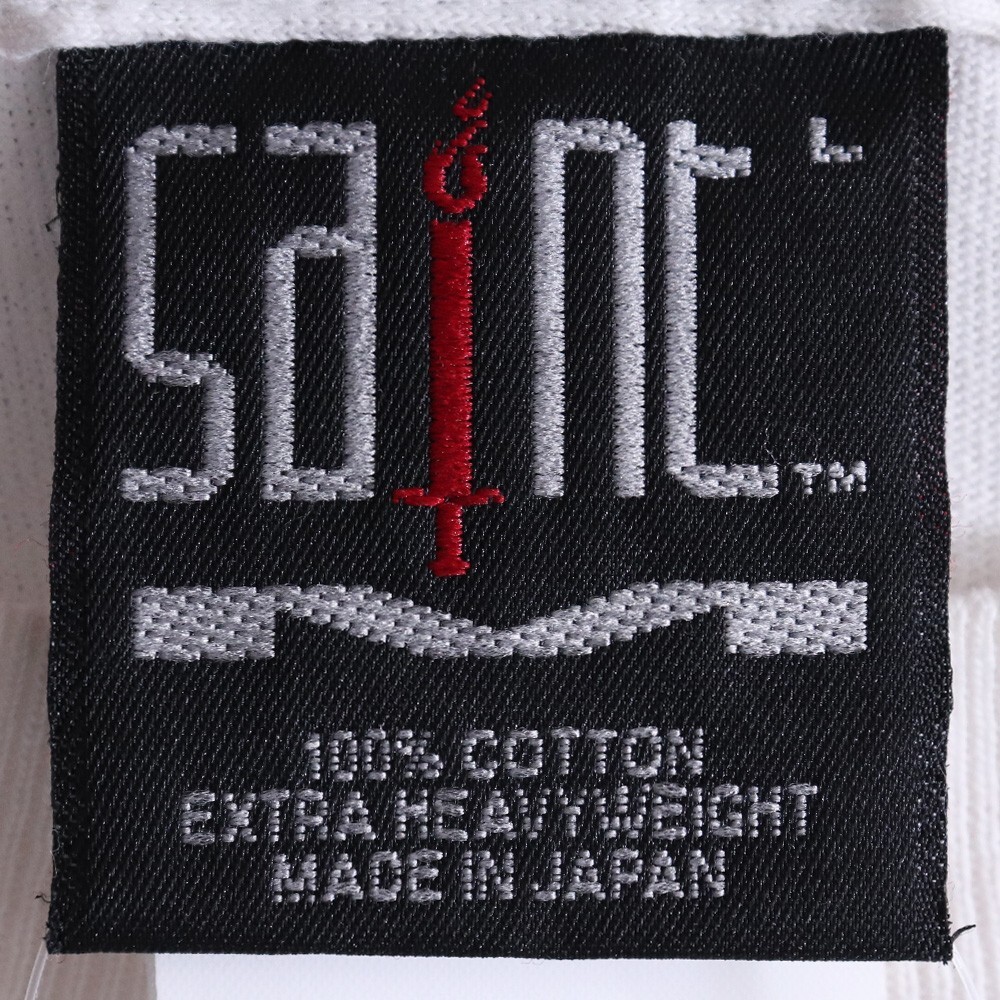 saint L
TM
100% COTTON
EXTRA HEAVYWEIGHT
MADE IN JAPAN